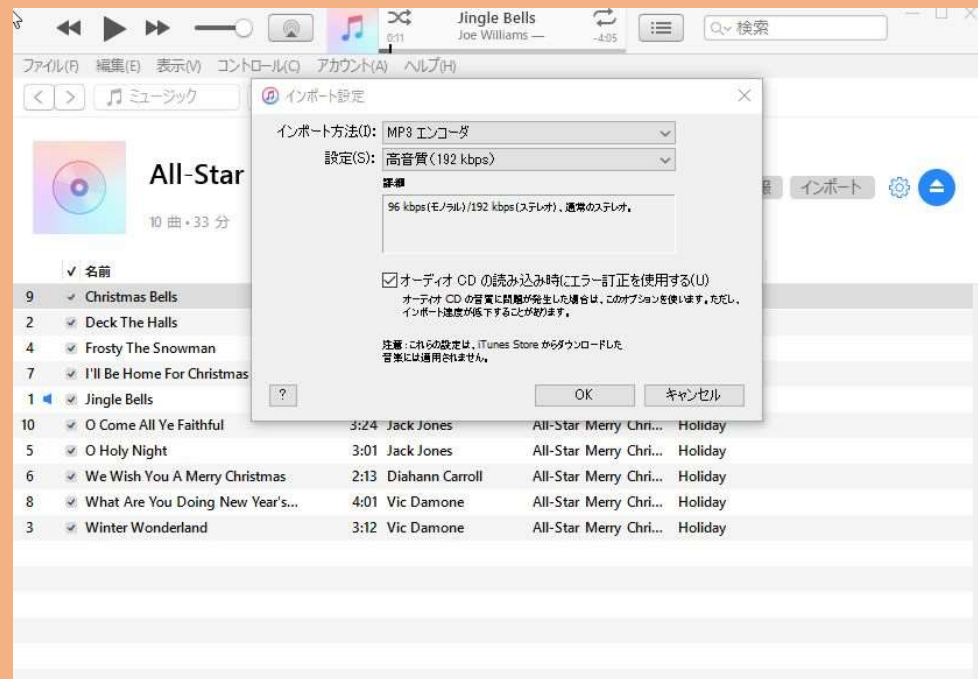 Jingle Bells
0:11 Joe Williams — -4:05
検索
ファイル(F) 編集(E) 表示(V) コントロール(C) アカウント(A) ヘルプ(H)
ミュージック
インポート設定
インポート方法(I): MP3 エンコーダ
設定(S): 高音質(192 kbps)
詳細
96 kbps(モノラル)/192 kbps(ステレオ)、通常のステレオ。
オーディオ CD の読み込み時にエラー訂正を使用する(U)
オーディオ CD の音質に問題が発生した場合は、このオプションを使います。ただし、
インポート速度が低下することがあります。
注意:これらの設定は、iTunes Store からダウンロードした
音楽には適用されません。
? OK キャンセル
All-Star
10 曲・33 分
報 インポート
✓ 名前
9 Christmas Bells
2 Deck The Halls
4 Frosty The Snowman
7 I'll Be Home For Christmas
1 Jingle Bells
10 O Come All Ye Faithful 3:24 Jack Jones All-Star Merry Chri... Holiday
5 O Holy Night 3:01 Jack Jones All-Star Merry Chri... Holiday
6 We Wish You A Merry Christmas 2:13 Diahann Carroll All-Star Merry Chri... Holiday
8 What Are You Doing New Year's... 4:01 Vic Damone All-Star Merry Chri... Holiday
3 Winter Wonderland 3:12 Vic Damone All-Star Merry Chri... Holiday